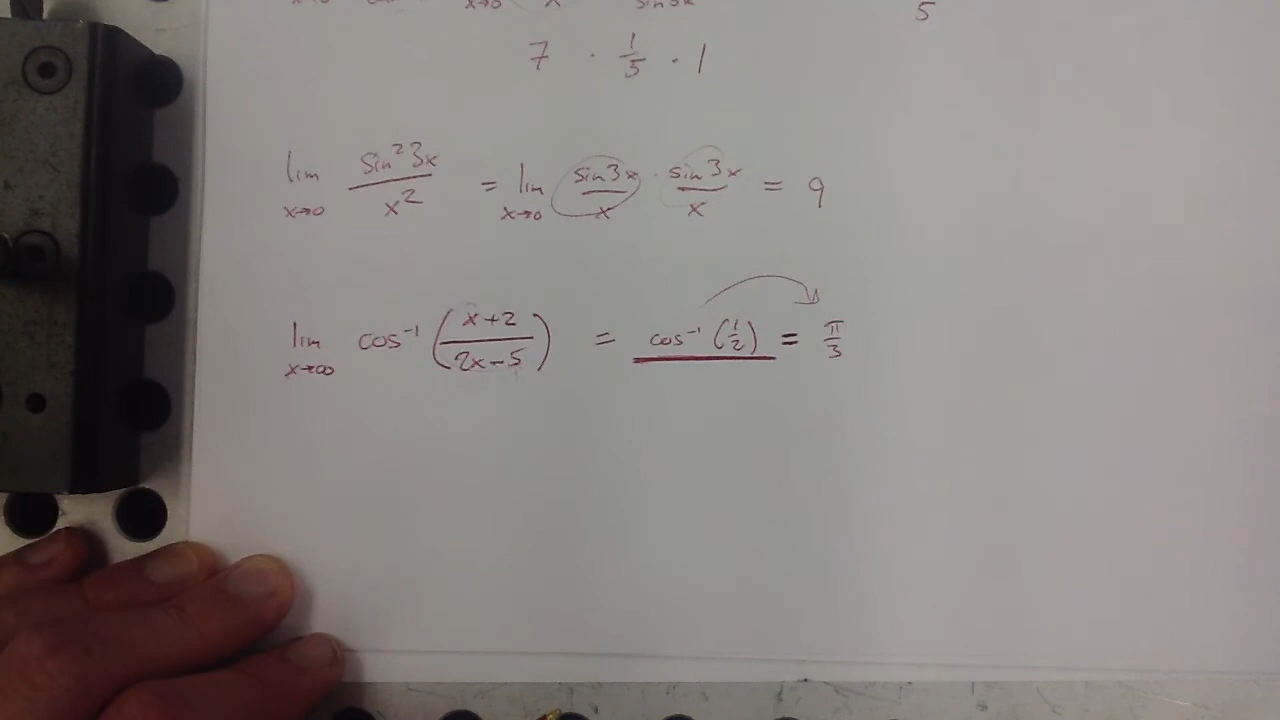 5
7 · 1/5 · 1
lim x→0 sin²3x / x² = lim x→0 sin3x / x · sin3x / x = 9
lim x→∞ cos⁻¹(x+2 / 2x-5) = cos⁻¹(1/2) = π/3